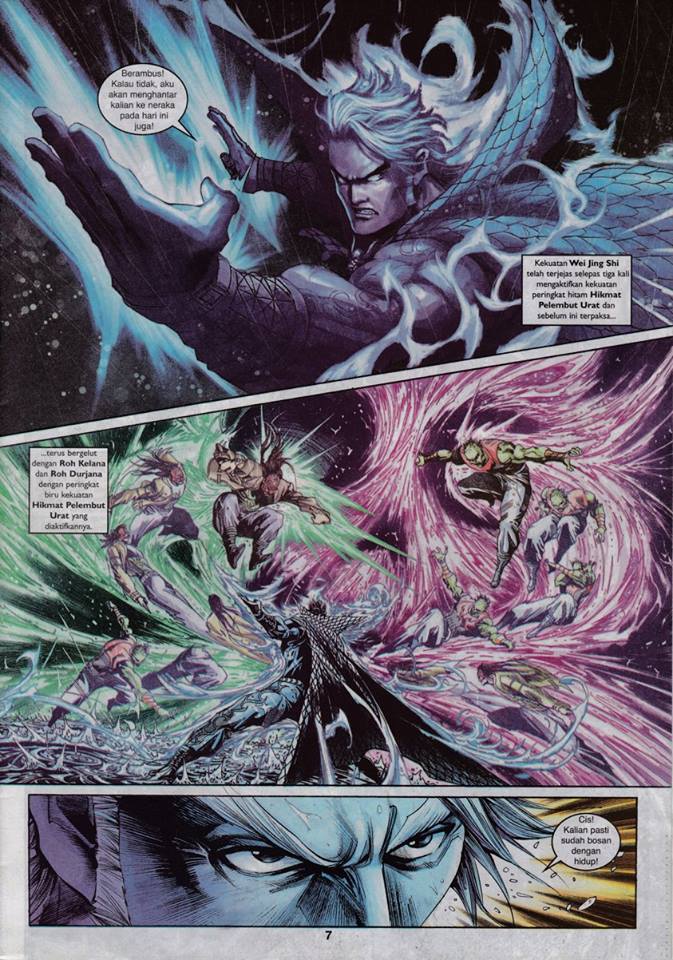 Berambus!
Kalau tidak, aku
akan menghantar
kalian ke neraka
pada hari ini
juga!
Kekuatan Wei Jing Shi
telah terjejas selepas tiga kali
mengaktifkan kekuatan
peringkat hitam Hikmat
Pelembut Urat dan
sebelum ini terpaksa...
...terus bergelut
dengan Roh Kelana
dan Roh Durjana
dengan peringkat
biru kekuatan
Hikmat Pelembut
Urat yang
diaktifkannya.
Cis!
Kalian pasti
sudah bosan
dengan
hidup!
7